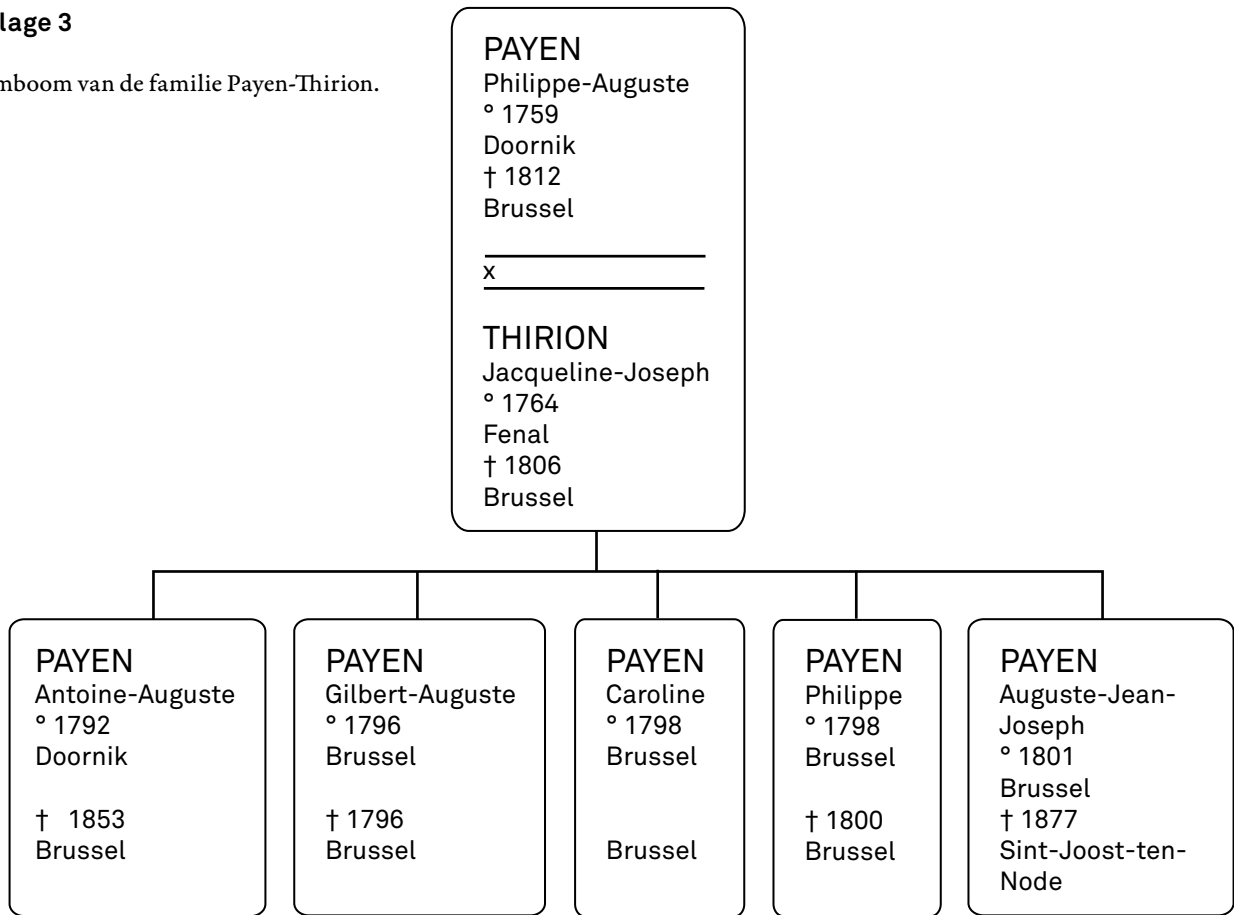 lage 3
mboom van de familie Payen-Thirion.
PAYEN
Philippe-Auguste
° 1759
Doornik
† 1812
Brussel
x
THIRION
Jacqueline-Joseph
° 1764
Fenal
† 1806
Brussel
PAYEN
Antoine-Auguste
° 1792
Doornik
† 1853
Brussel
PAYEN
Gilbert-Auguste
° 1796
Brussel
† 1796
Brussel
PAYEN
Caroline
° 1798
Brussel
Brussel
PAYEN
Philippe
° 1798
Brussel
† 1800
Brussel
PAYEN
Auguste-Jean-
Joseph
° 1801
Brussel
† 1877
Sint-Joost-ten-
Node